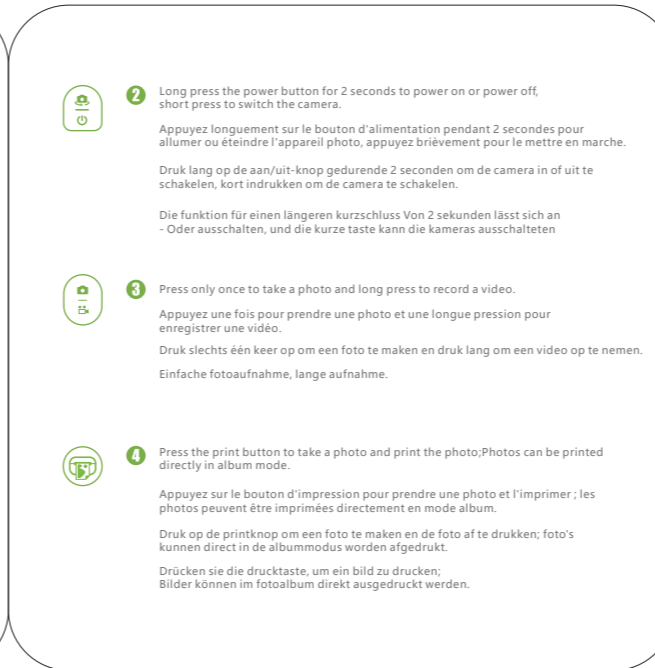 2 Long press the power button for 2 seconds to power on or power off,
short press to switch the camera.
Appuyez longuement sur le bouton d'alimentation pendant 2 secondes pour
allumer ou éteindre l'appareil photo, appuyez brièvement pour le mettre en marche.
Druk lang op de aan/uit-knop gedurende 2 seconden om de camera in of uit te
schakelen, kort indrukken om de camera te schakelen.
Die funktion für einen längeren kurzschluss Von 2 sekunden lässt sich an
- Oder ausschalten, und die kurze taste kann die kameras ausschalteten
3 Press only once to take a photo and long press to record a video.
Appuyez une fois pour prendre une photo et une longue pression pour
enregistrer une vidéo.
Druk slechts één keer op om een foto te maken en druk lang om een video op te nemen.
Einfache fotoaufnahme, lange aufnahme.
4 Press the print button to take a photo and print the photo;Photos can be printed
directly in album mode.
Appuyez sur le bouton d'impression pour prendre une photo et l'imprimer ; les
photos peuvent être imprimées directement en mode album.
Druk op de printknop om een foto te maken en de foto af te drukken; foto's
kunnen direct in de albummodus worden afgedrukt.
Drücken sie die drucktaste, um ein bild zu drucken;
Bilder können im fotoalbum direkt ausgedruckt werden.